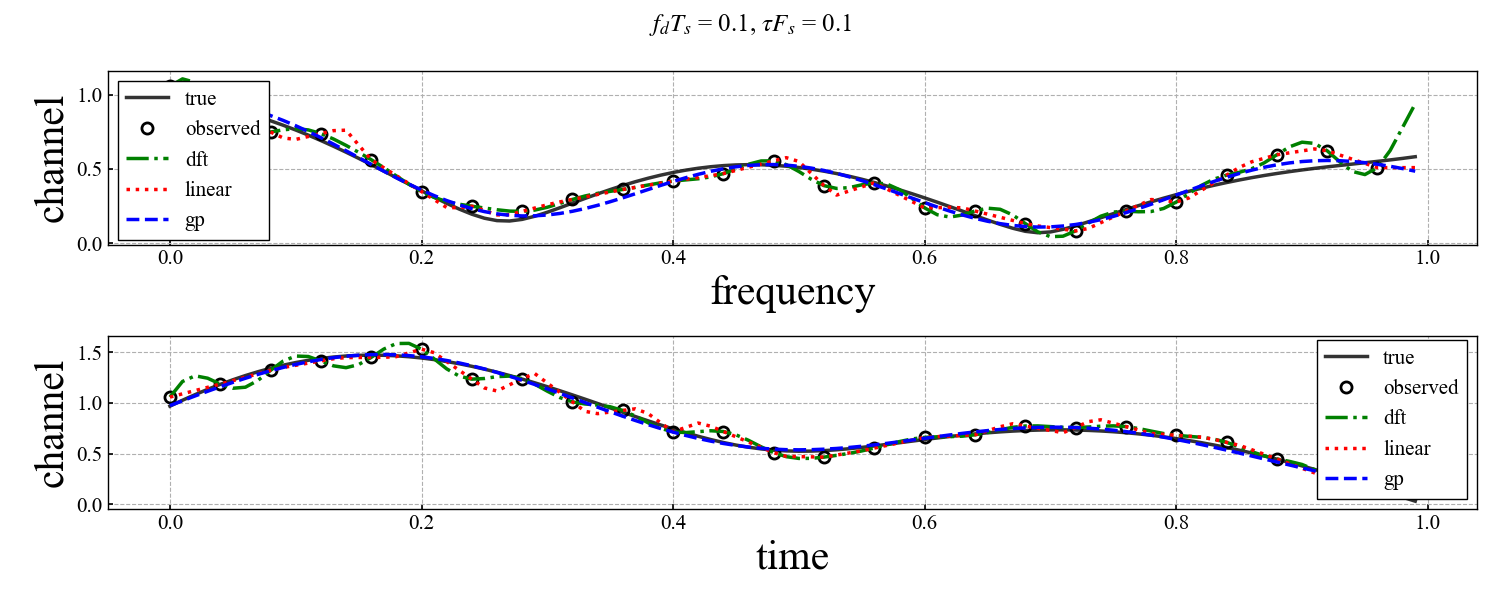 f_dT_s = 0.1, τF_s = 0.1
channel
1.0
0.5
0.0
true
observed
dft
linear
gp
0.0 0.2 0.4 0.6 0.8 1.0
frequency
channel
1.5
1.0
0.5
0.0
true
observed
dft
linear
gp
0.0 0.2 0.4 0.6 0.8 1.0
time